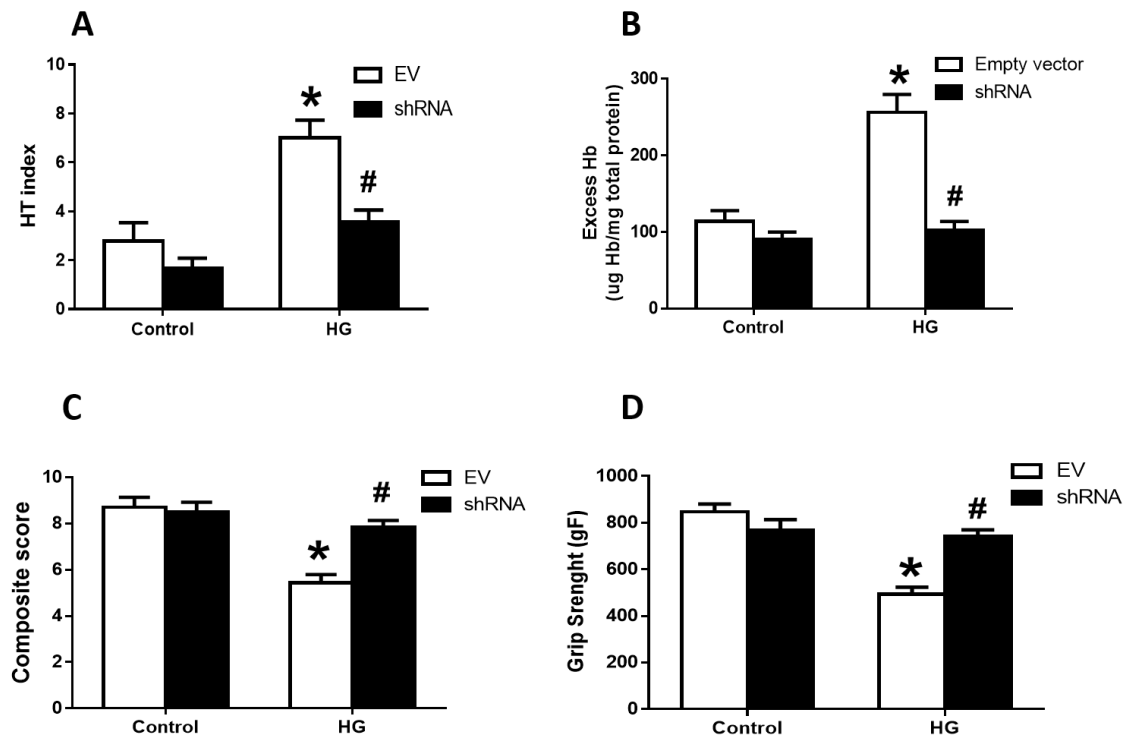 A
HT index
10
8
6
4
2
0
EV
shRNA
*
#
Control
HG
B
Excess Hb
(ug Hb/mg total protein)
300
200
100
0
Empty vector
shRNA
*
#
Control
HG
C
Composite score
10
8
6
4
2
0
EV
shRNA
*
#
Control
HG
D
Grip Srenght (gF)
1000
800
600
400
200
0
EV
shRNA
*
#
Control
HG